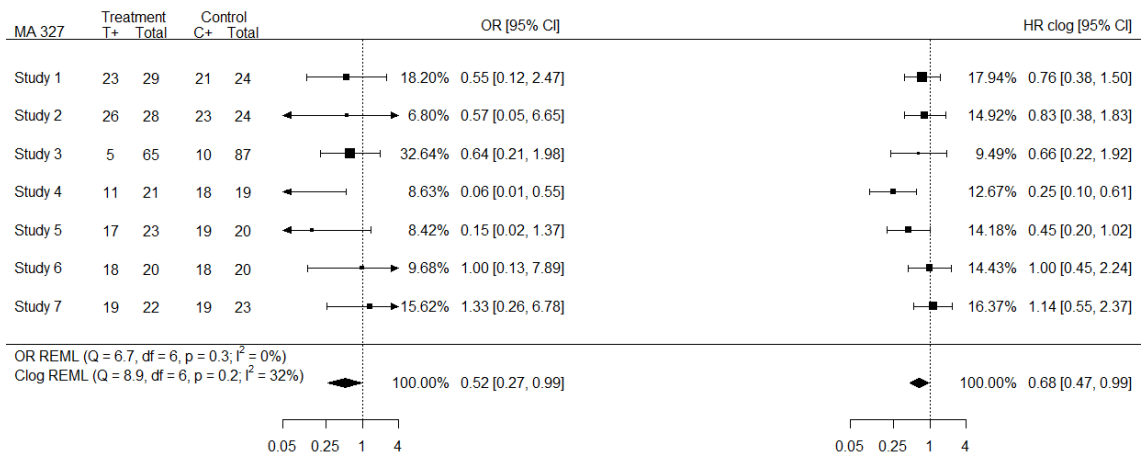 Treatment Control
MA 327 T+ Total C+ Total OR [95% CI] HR clog [95% CI]
Study 1 23 29 21 24 18.20% 0.55 [0.12, 2.47] 17.94% 0.76 [0.38, 1.50]
Study 2 26 28 23 24 6.80% 0.57 [0.05, 6.65] 14.92% 0.83 [0.38, 1.83]
Study 3 5 65 10 87 32.64% 0.64 [0.21, 1.98] 9.49% 0.66 [0.22, 1.92]
Study 4 11 21 18 19 8.63% 0.06 [0.01, 0.55] 12.67% 0.25 [0.10, 0.61]
Study 5 17 23 19 20 8.42% 0.15 [0.02, 1.37] 14.18% 0.45 [0.20, 1.02]
Study 6 18 20 18 20 9.68% 1.00 [0.13, 7.89] 14.43% 1.00 [0.45, 2.24]
Study 7 19 22 19 23 15.62% 1.33 [0.26, 6.78] 16.37% 1.14 [0.55, 2.37]
OR REML (Q = 6.7, df = 6, p = 0.3; I² = 0%)
Clog REML (Q = 8.9, df = 6, p = 0.2; I² = 32%) 100.00% 0.52 [0.27, 0.99] 100.00% 0.68 [0.47, 0.99]
0.05 0.25 1 4 0.05 0.25 1 4